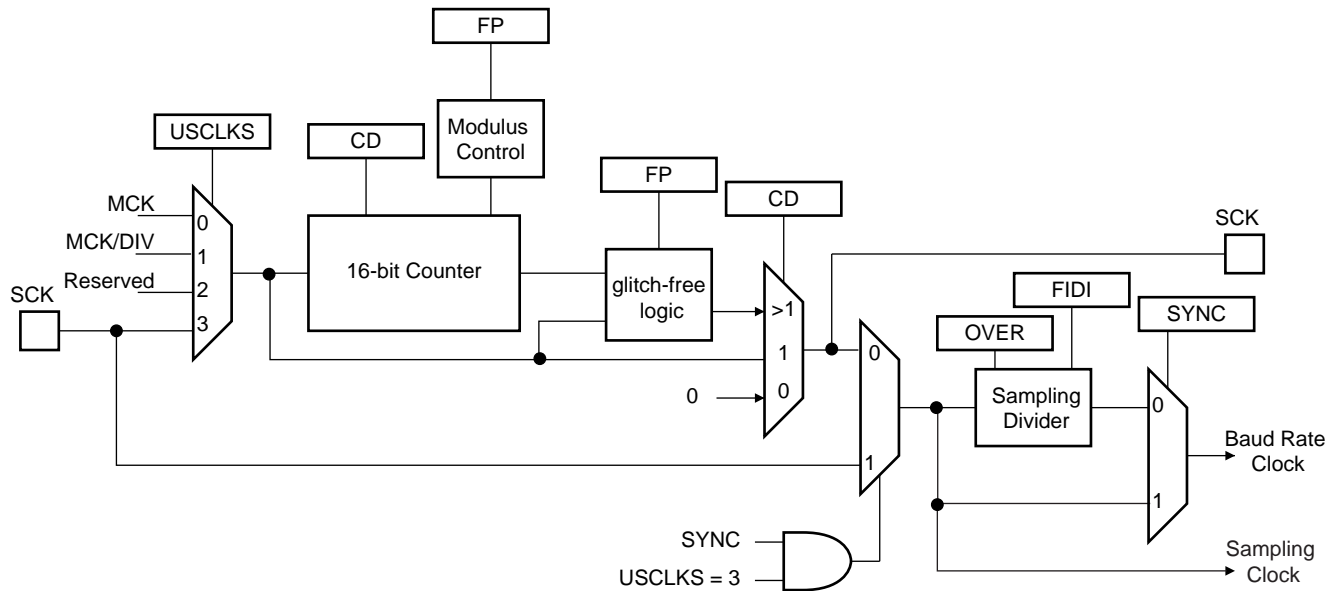 FP
USCLKS
CD
Modulus
Control
FP
CD
MCK
0
MCK/DIV
1
Reserved
2
SCK
3
16-bit Counter
glitch-free
logic
>1
1
0
0
SCK
FIDI
OVER
SYNC
0
1
Sampling
Divider
0
1
Baud Rate
Clock
SYNC
USCLKS = 3
Sampling
Clock